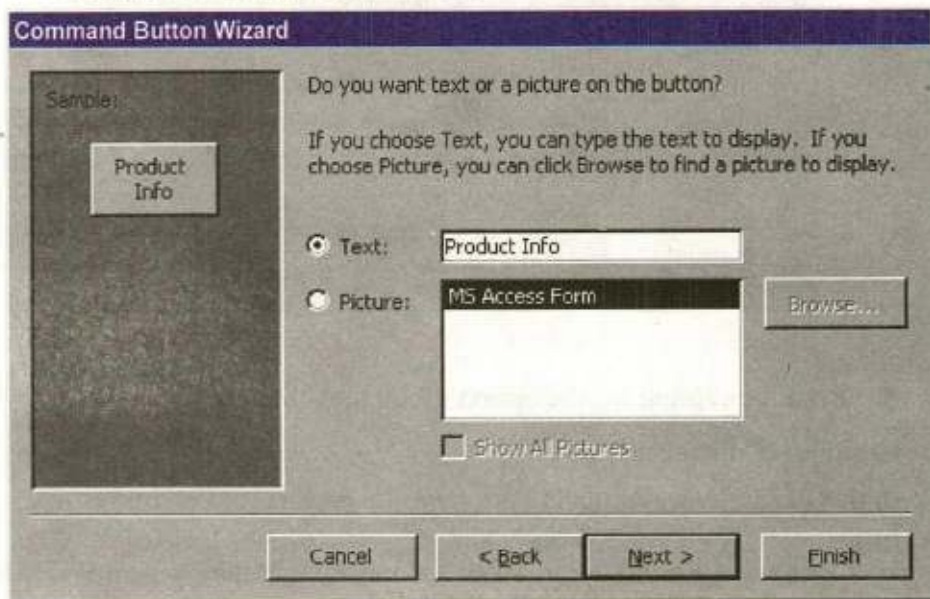 Command Button Wizard
Sample:
Product
Info
Do you want text or a picture on the button?
If you choose Text, you can type the text to display. If you
choose Picture, you can click Browse to find a picture to display.
Text: Product Info
Picture: MS Access Form
Browse...
Show All Pictures
Cancel < Back Next > Finish